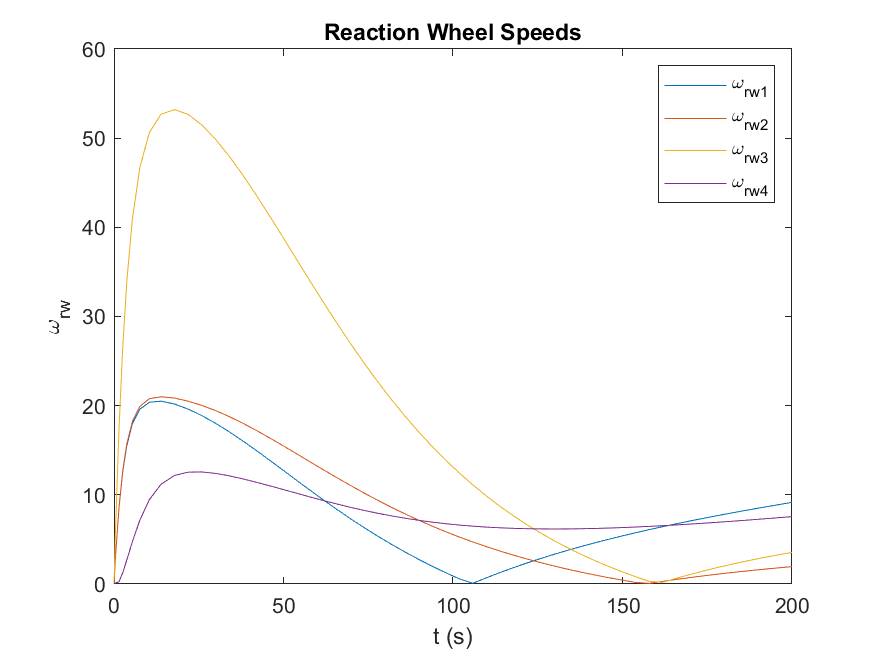 Reaction Wheel Speeds
60
50
40
30
20
10
0
ω_rw
0 50 100 150 200
t (s)
ω_rw1
ω_rw2
ω_rw3
ω_rw4